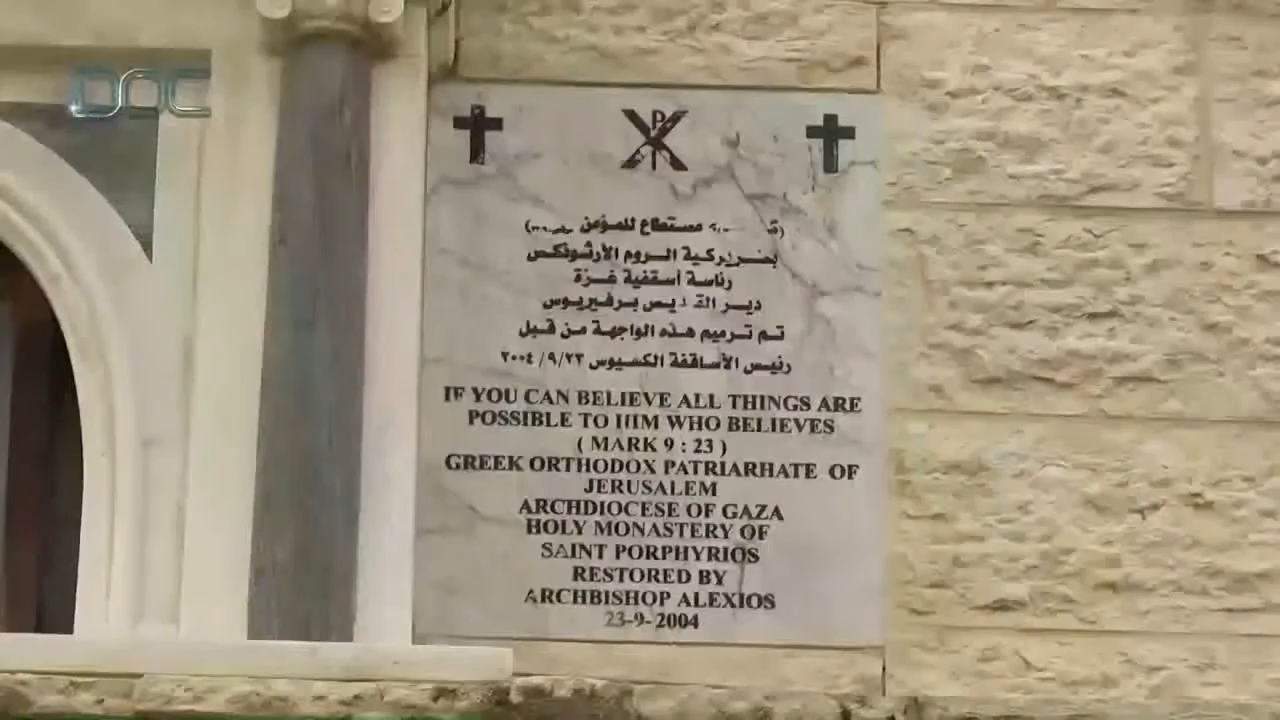 DOC
مستطاع للمؤمن
الروم الأرثوذكس
رئاسة أسقفية غزة
دير القديس برفيريوس
تم ترميم هذه الواجهة من قبل
رئيس الأساقفة الكسيوس ٢٠٠٤/٩/٢٣
IF YOU CAN BELIEVE ALL THINGS ARE
POSSIBLE TO HIM WHO BELIEVES
( MARK 9 : 23 )
GREEK ORTHODOX PATRIARHATE OF
JERUSALEM
ARCHDIOCESE OF GAZA
HOLY MONASTERY OF
SAINT PORPHYRIOS
RESTORED BY
ARCHBISHOP ALEXIOS
23-9-2004